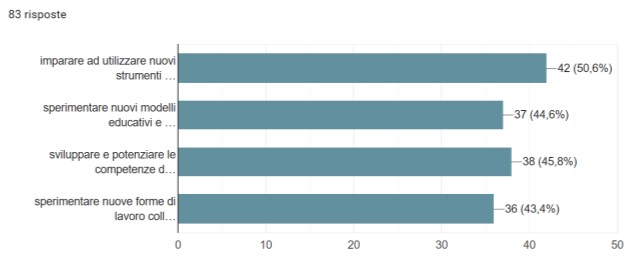 83 risposte
imparare ad utilizzare nuovi
strumenti …
42 (50,6%)
sperimentare nuovi modelli
educativi e …
37 (44,6%)
sviluppare e potenziare le
competenze d…
38 (45,8%)
sperimentare nuove forme di
lavoro coll…
36 (43,4%)
0 10 20 30 40 50